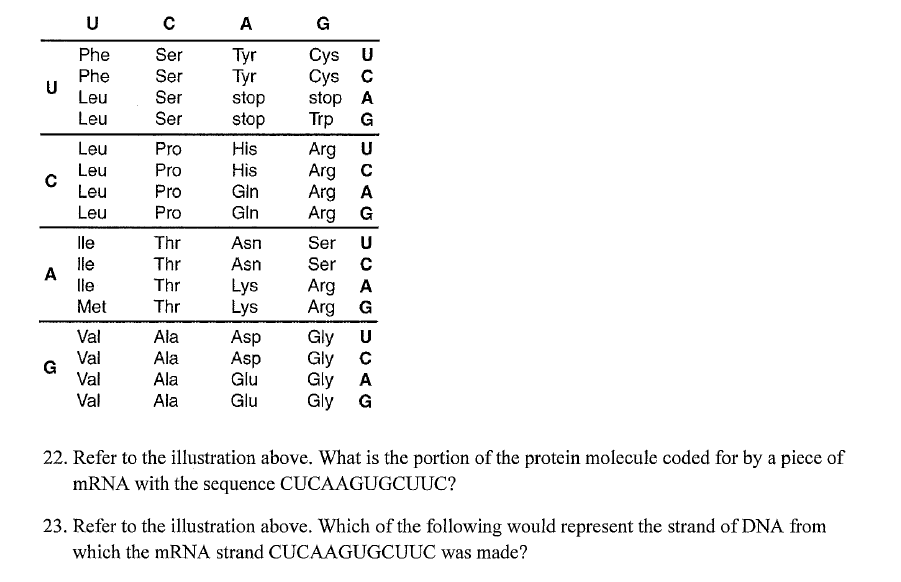 U C A G
Phe Ser Tyr Cys U
Phe Ser Tyr Cys C
U
Leu Ser stop stop A
Leu Ser stop Trp G
Leu Pro His Arg U
Leu Pro His Arg C
C
Leu Pro Gln Arg A
Leu Pro Gln Arg G
Ile Thr Asn Ser U
Ile Thr Asn Ser C
A
Ile Thr Lys Arg A
Met Thr Lys Arg G
Val Ala Asp Gly U
Val Ala Asp Gly C
G
Val Ala Glu Gly A
Val Ala Glu Gly G
22. Refer to the illustration above. What is the portion of the protein molecule coded for by a piece of
mRNA with the sequence CUCAAGUGCUUC?
23. Refer to the illustration above. Which of the following would represent the strand of DNA from
which the mRNA strand CUCAAGUGCUUC was made?